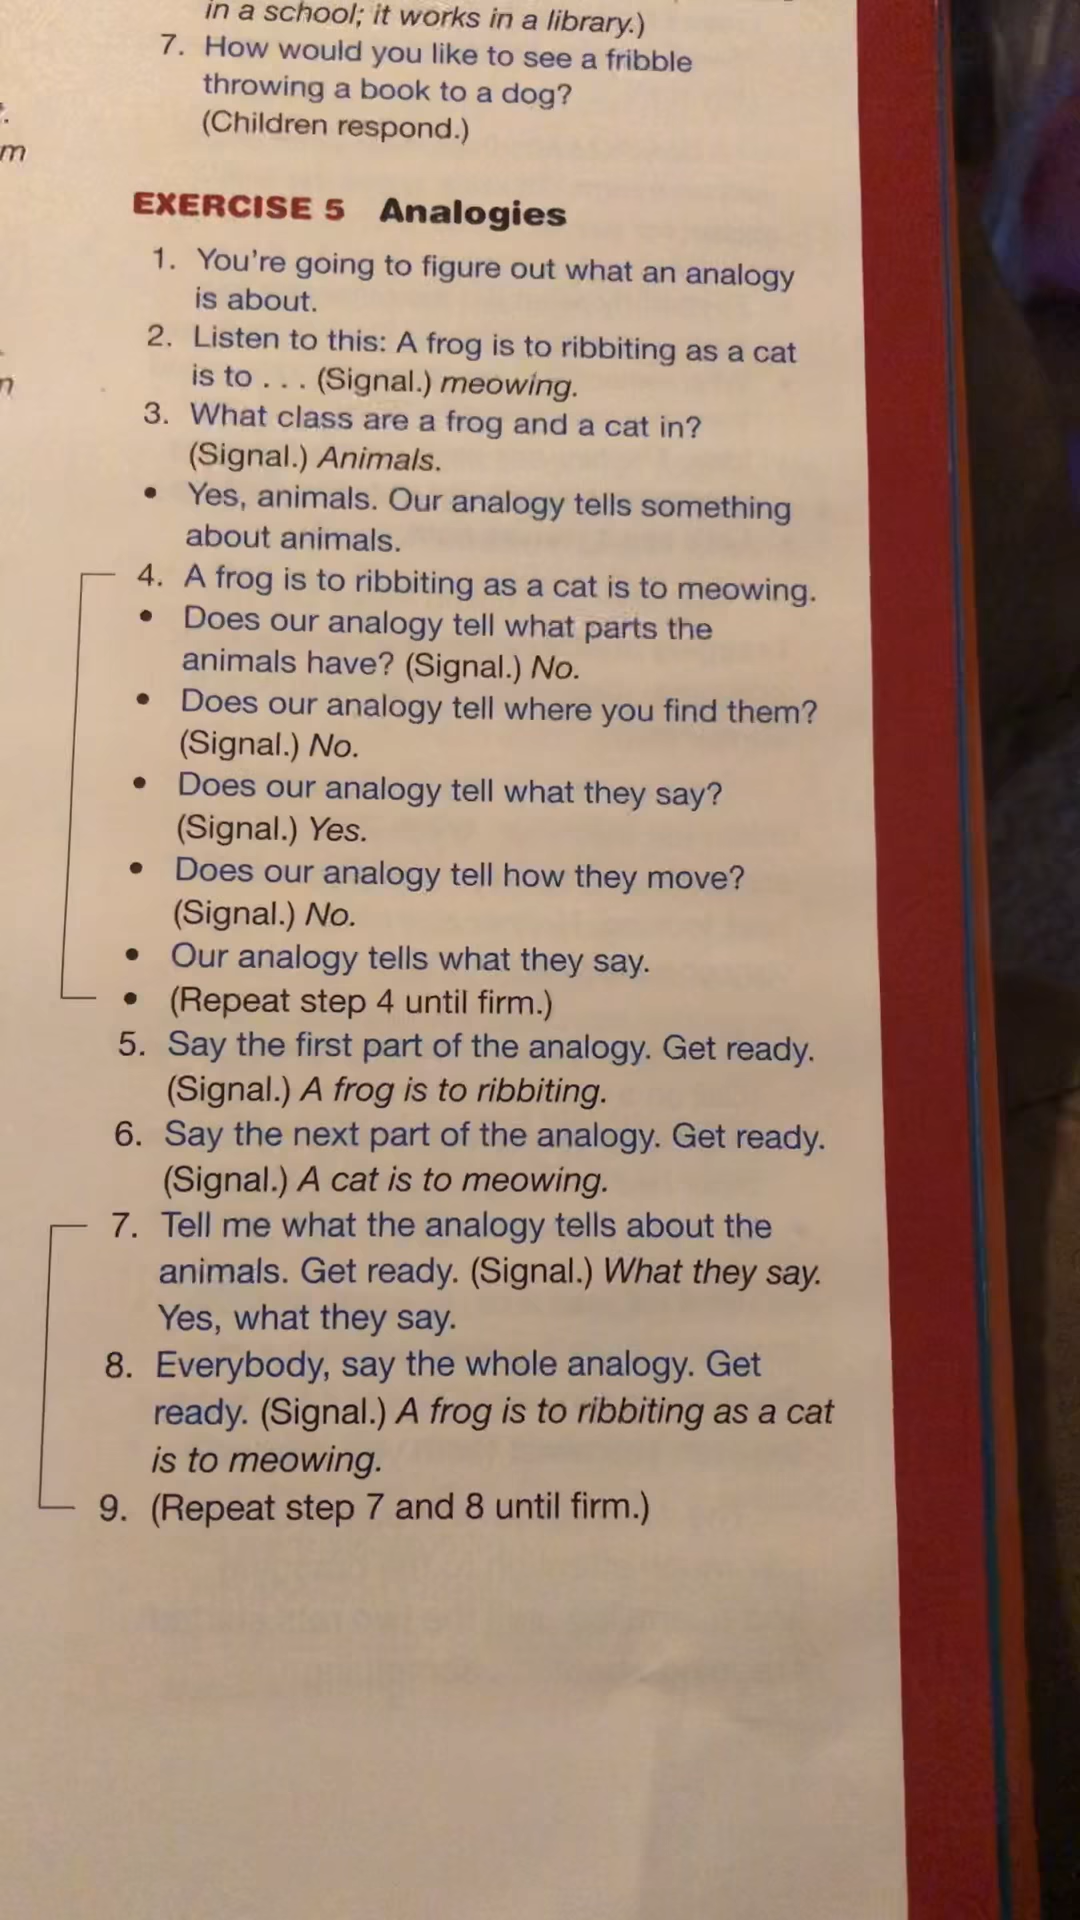 in a school; it works in a library.)
7. How would you like to see a fribble
throwing a book to a dog?
(Children respond.)
m
EXERCISE 5 Analogies
1. You're going to figure out what an analogy
is about.
2. Listen to this: A frog is to ribbiting as a cat
is to . . . (Signal.) meowing.
3. What class are a frog and a cat in?
(Signal.) Animals.
• Yes, animals. Our analogy tells something
about animals.
4. A frog is to ribbiting as a cat is to meowing.
• Does our analogy tell what parts the
animals have? (Signal.) No.
• Does our analogy tell where you find them?
(Signal.) No.
• Does our analogy tell what they say?
(Signal.) Yes.
• Does our analogy tell how they move?
(Signal.) No.
• Our analogy tells what they say.
• (Repeat step 4 until firm.)
5. Say the first part of the analogy. Get ready.
(Signal.) A frog is to ribbiting.
6. Say the next part of the analogy. Get ready.
(Signal.) A cat is to meowing.
7. Tell me what the analogy tells about the
animals. Get ready. (Signal.) What they say.
Yes, what they say.
8. Everybody, say the whole analogy. Get
ready. (Signal.) A frog is to ribbiting as a cat
is to meowing.
9. (Repeat step 7 and 8 until firm.)